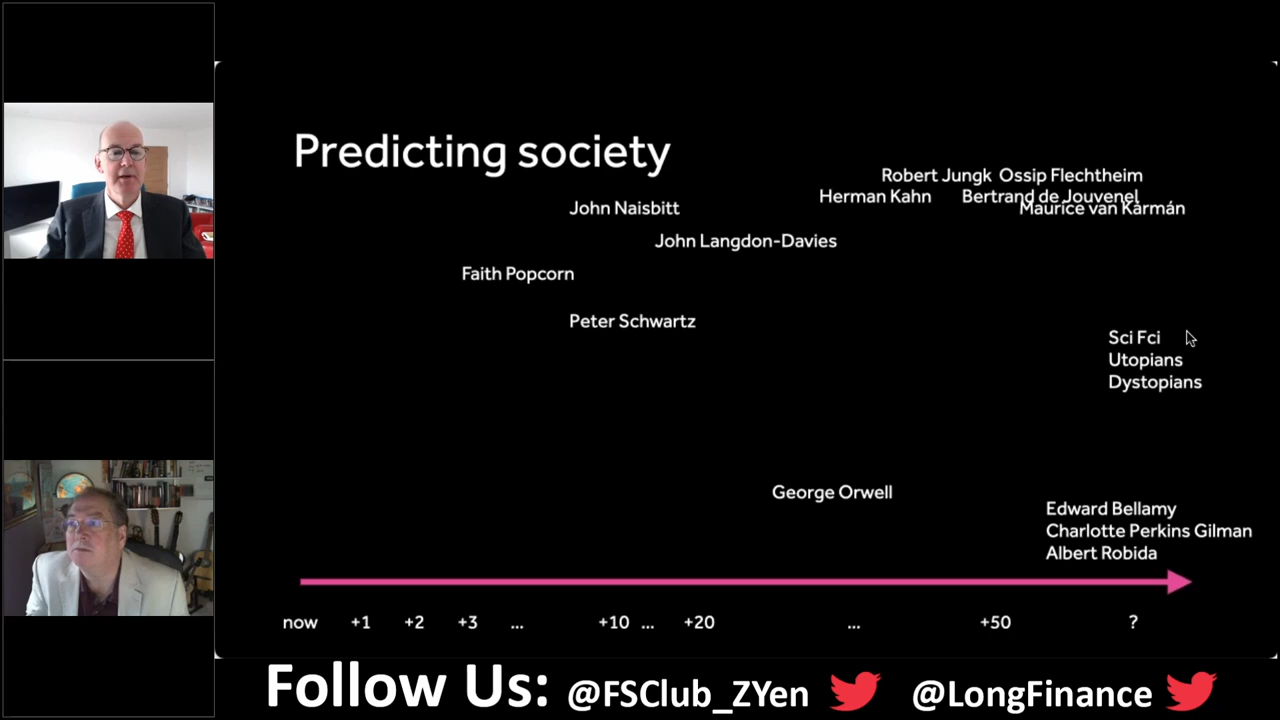 Predicting society
Robert Jungk Ossip Flechtheim
Herman Kahn Bertrand de Jouvenel
John Naisbitt Maurice van Kármán
John Langdon-Davies
Faith Popcorn
Peter Schwartz
Sci Fci
Utopians
Dystopians
George Orwell
Edward Bellamy
Charlotte Perkins Gilman
Albert Robida
now +1 +2 +3 ... +10 ... +20 ... +50 ?
Follow Us: @FSClub_ZYen @LongFinance